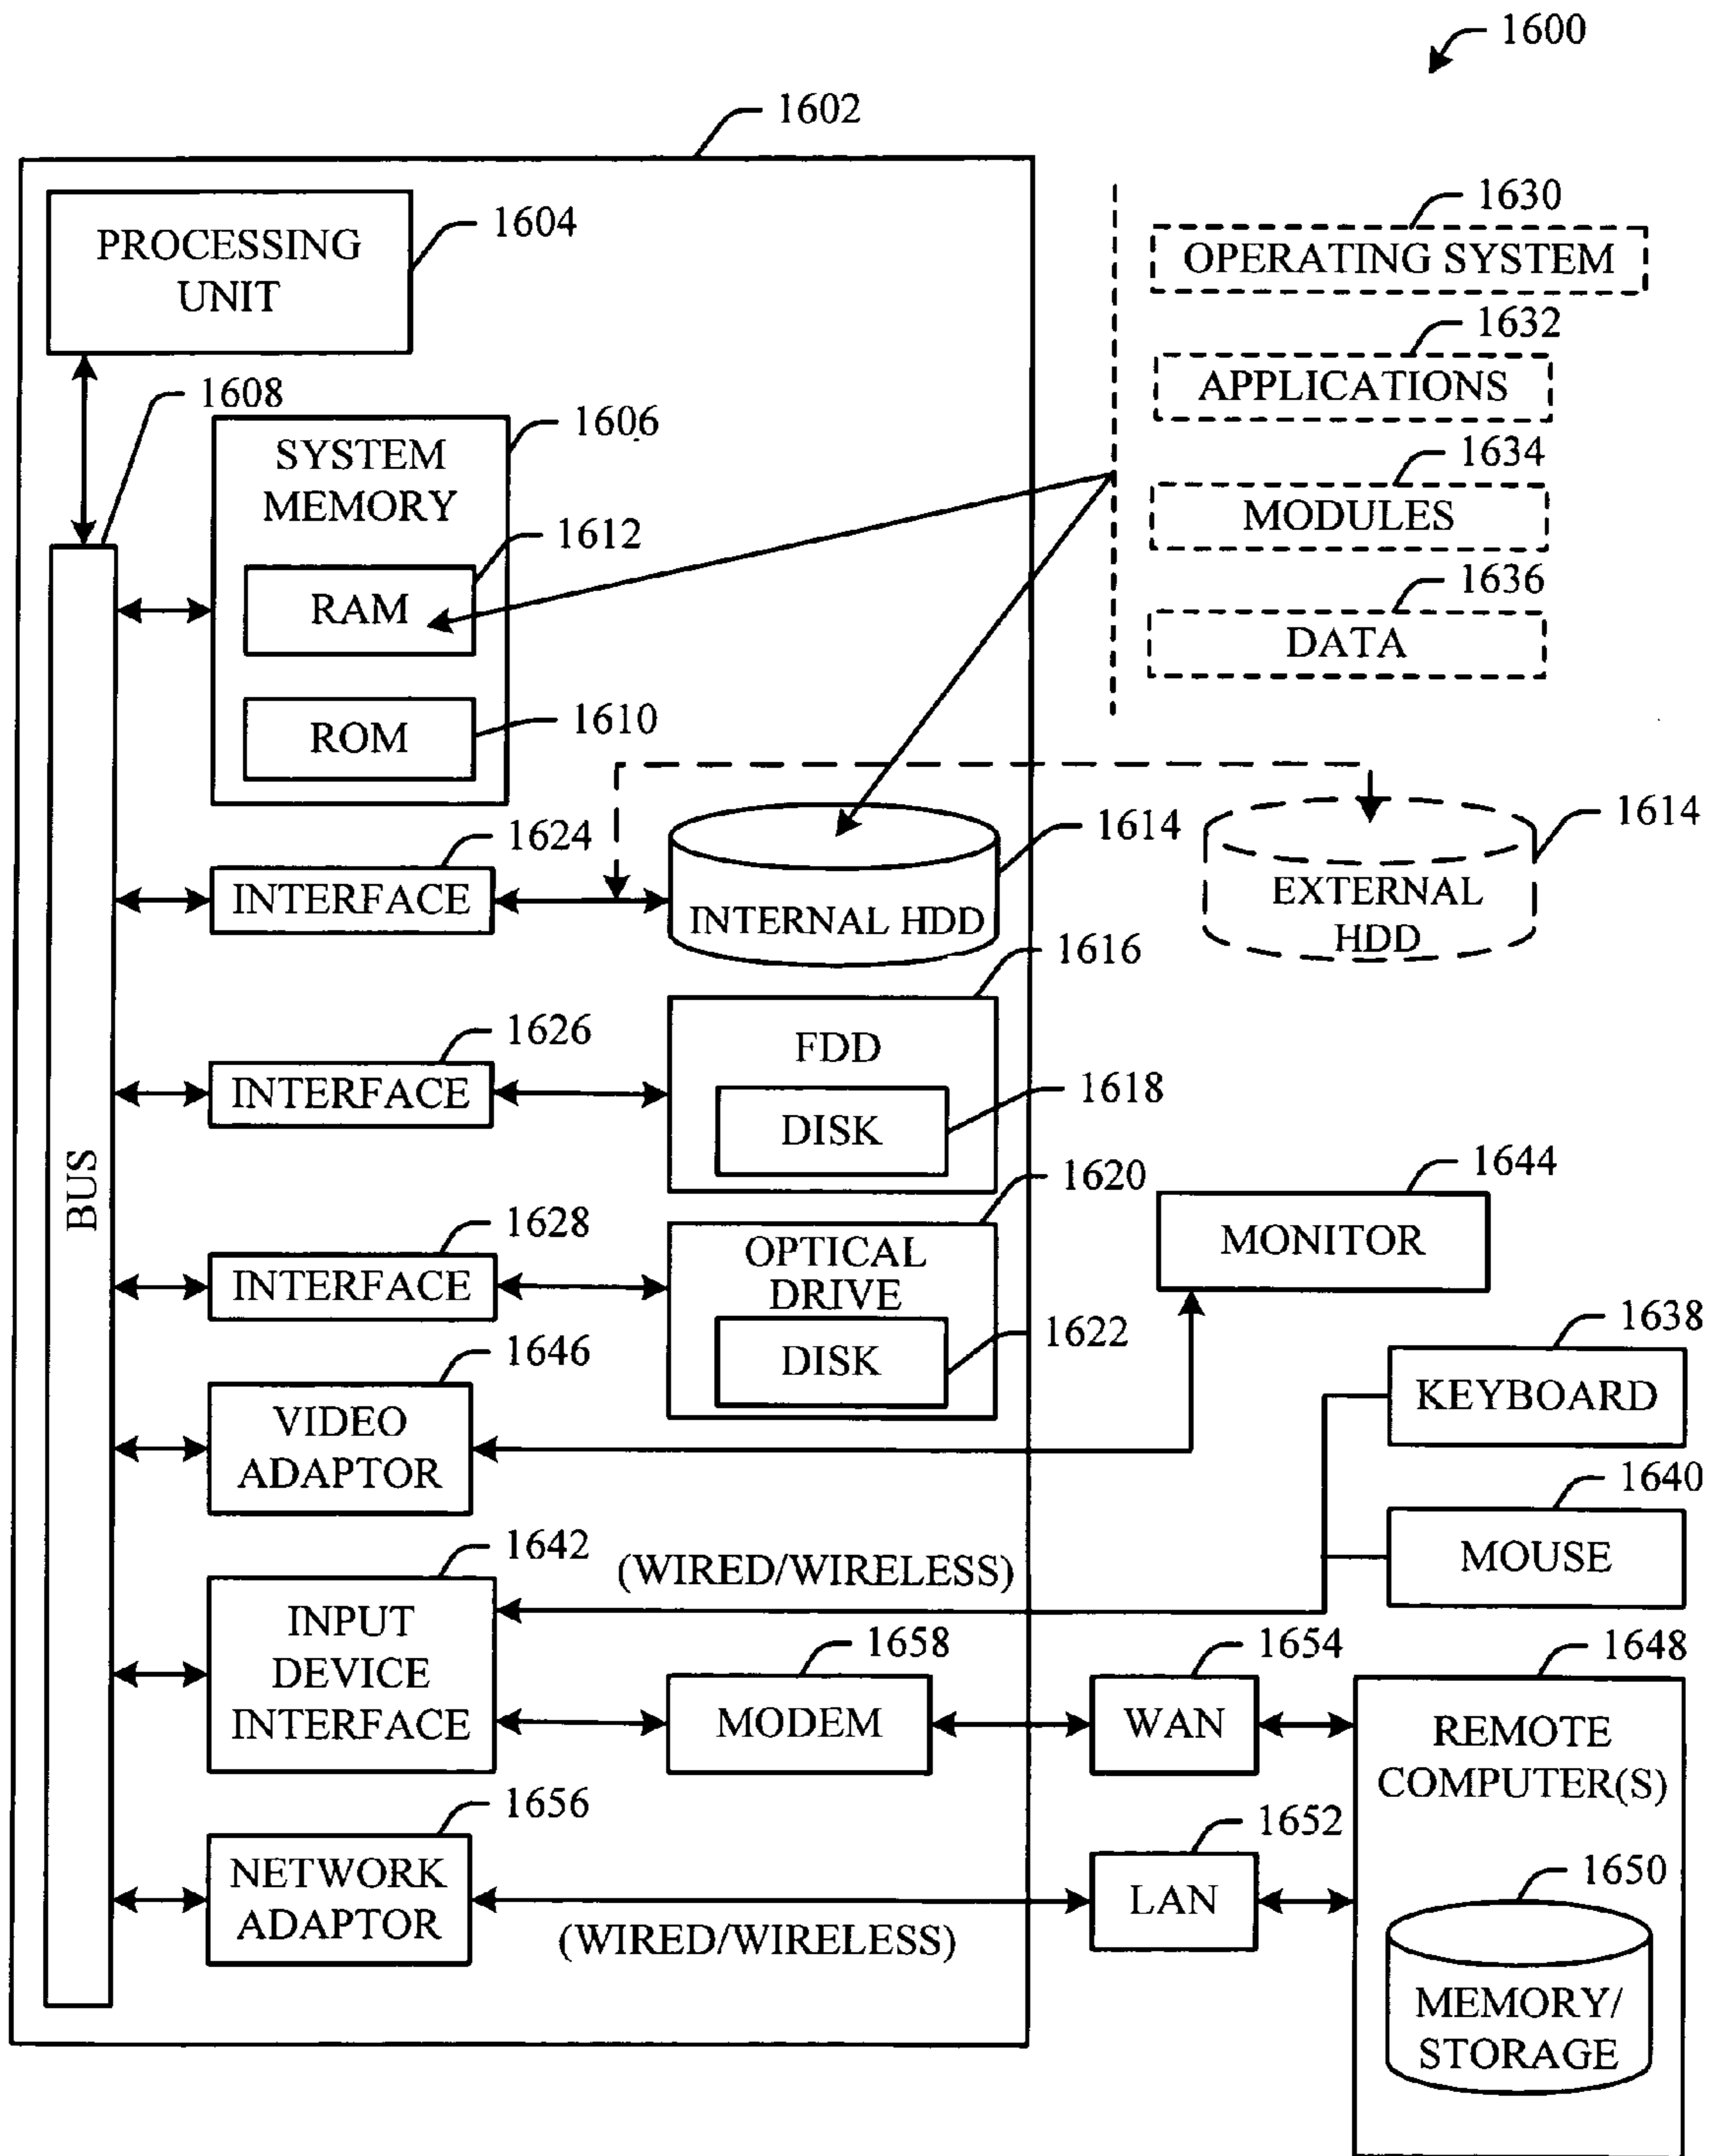 1600
1602
PROCESSING
UNIT
1604
1608
SYSTEM
MEMORY
1606
RAM
1612
ROM
1610
BUS
1630
OPERATING SYSTEM
1632
APPLICATIONS
1634
MODULES
1636
DATA
1624
INTERFACE
INTERNAL HDD
1614
EXTERNAL
HDD
1614
1626
INTERFACE
1616
FDD
DISK
1618
1628
INTERFACE
1620
OPTICAL
DRIVE
DISK
1622
1644
MONITOR
1646
VIDEO
ADAPTOR
1638
KEYBOARD
1640
MOUSE
1642
INPUT
DEVICE
INTERFACE
(WIRED/WIRELESS)
1658
MODEM
1654
WAN
1648
REMOTE
COMPUTER(S)
1656
NETWORK
ADAPTOR
(WIRED/WIRELESS)
1652
LAN
1650
MEMORY/
STORAGE